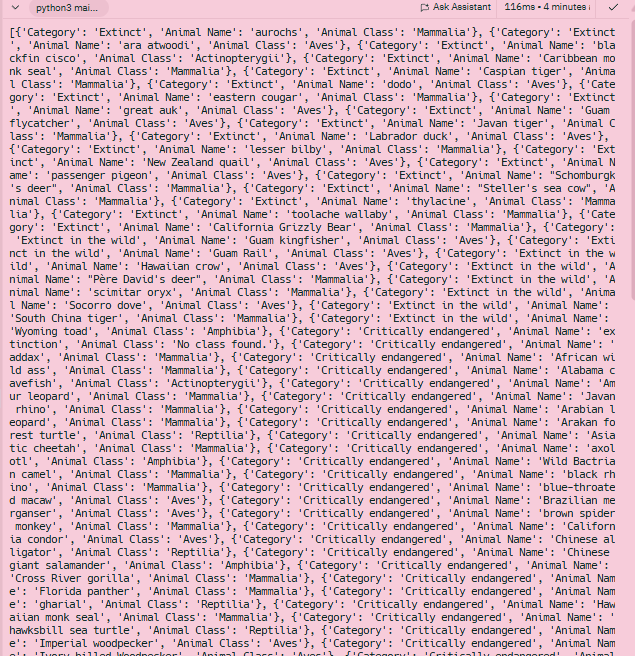 python3 mai... Ask Assistant 116ms • 4 minutes
[{'Category': 'Extinct', 'Animal Name': 'aurochs', 'Animal Class': 'Mammalia'}, {'Category': 'Extinct
', 'Animal Name': 'ara atwoodi', 'Animal Class': 'Aves'}, {'Category': 'Extinct', 'Animal Name': 'bla
ckfin cisco', 'Animal Class': 'Actinopterygii'}, {'Category': 'Extinct', 'Animal Name': 'Caribbean mo
nk seal', 'Animal Class': 'Mammalia'}, {'Category': 'Extinct', 'Animal Name': 'Caspian tiger', 'Anima
l Class': 'Mammalia'}, {'Category': 'Extinct', 'Animal Name': 'dodo', 'Animal Class': 'Aves'}, {'Cate
gory': 'Extinct', 'Animal Name': 'eastern cougar', 'Animal Class': 'Mammalia'}, {'Category': 'Extinct
', 'Animal Name': 'great auk', 'Animal Class': 'Aves'}, {'Category': 'Extinct', 'Animal Name': 'Guam
flycatcher', 'Animal Class': 'Aves'}, {'Category': 'Extinct', 'Animal Name': 'Javan tiger', 'Animal C
lass': 'Mammalia'}, {'Category': 'Extinct', 'Animal Name': 'Labrador duck', 'Animal Class': 'Aves'},
{'Category': 'Extinct', 'Animal Name': 'lesser bilby', 'Animal Class': 'Mammalia'}, {'Category': 'Ext
inct', 'Animal Name': 'New Zealand quail', 'Animal Class': 'Aves'}, {'Category': 'Extinct', 'Animal N
ame': 'passenger pigeon', 'Animal Class': 'Aves'}, {'Category': 'Extinct', 'Animal Name': "Schomburgk
's deer", 'Animal Class': 'Mammalia'}, {'Category': 'Extinct', 'Animal Name': "Steller's sea cow", 'A
nimal Class': 'Mammalia'}, {'Category': 'Extinct', 'Animal Name': 'thylacine', 'Animal Class': 'Mamma
lia'}, {'Category': 'Extinct', 'Animal Name': 'toolache wallaby', 'Animal Class': 'Mammalia'}, {'Cate
gory': 'Extinct', 'Animal Name': 'California Grizzly Bear', 'Animal Class': 'Mammalia'}, {'Category':
'Extinct in the wild', 'Animal Name': 'Guam kingfisher', 'Animal Class': 'Aves'}, {'Category': 'Exti
nct in the wild', 'Animal Name': 'Guam Rail', 'Animal Class': 'Aves'}, {'Category': 'Extinct in the w
ild', 'Animal Name': 'Hawaiian crow', 'Animal Class': 'Aves'}, {'Category': 'Extinct in the wild', 'A
nimal Name': "Père David's deer", 'Animal Class': 'Mammalia'}, {'Category': 'Extinct in the wild', 'A
nimal Name': 'scimitar oryx', 'Animal Class': 'Mammalia'}, {'Category': 'Extinct in the wild', 'Anima
l Name': 'Socorro dove', 'Animal Class': 'Aves'}, {'Category': 'Extinct in the wild', 'Animal Name':
'South China tiger', 'Animal Class': 'Mammalia'}, {'Category': 'Extinct in the wild', 'Animal Name':
'Wyoming toad', 'Animal Class': 'Amphibia'}, {'Category': 'Critically endangered', 'Animal Name': 'ex
tinction', 'Animal Class': 'No class found.'}, {'Category': 'Critically endangered', 'Animal Name': '
addax', 'Animal Class': 'Mammalia'}, {'Category': 'Critically endangered', 'Animal Name': 'African wi
ld ass', 'Animal Class': 'Mammalia'}, {'Category': 'Critically endangered', 'Animal Name': 'Alabama c
avefish', 'Animal Class': 'Actinopterygii'}, {'Category': 'Critically endangered', 'Animal Name': 'Am
ur leopard', 'Animal Class': 'Mammalia'}, {'Category': 'Critically endangered', 'Animal Name': 'Javan
rhino', 'Animal Class': 'Mammalia'}, {'Category': 'Critically endangered', 'Animal Name': 'Arabian l
eopard', 'Animal Class': 'Mammalia'}, {'Category': 'Critically endangered', 'Animal Name': 'Arakan fo
rest turtle', 'Animal Class': 'Reptilia'}, {'Category': 'Critically endangered', 'Animal Name': 'Asia
tic cheetah', 'Animal Class': 'Mammalia'}, {'Category': 'Critically endangered', 'Animal Name': 'axol
otl', 'Animal Class': 'Amphibia'}, {'Category': 'Critically endangered', 'Animal Name': 'Wild Bactria
n camel', 'Animal Class': 'Mammalia'}, {'Category': 'Critically endangered', 'Animal Name': 'black rh
ino', 'Animal Class': 'Mammalia'}, {'Category': 'Critically endangered', 'Animal Name': 'blue-throate
d macaw', 'Animal Class': 'Aves'}, {'Category': 'Critically endangered', 'Animal Name': 'Brazilian me
rganser', 'Animal Class': 'Aves'}, {'Category': 'Critically endangered', 'Animal Name': 'brown spider
monkey', 'Animal Class': 'Mammalia'}, {'Category': 'Critically endangered', 'Animal Name': 'Californ
ia condor', 'Animal Class': 'Aves'}, {'Category': 'Critically endangered', 'Animal Name': 'Chinese al
ligator', 'Animal Class': 'Reptilia'}, {'Category': 'Critically endangered', 'Animal Name': 'Chinese
giant salamander', 'Animal Class': 'Amphibia'}, {'Category': 'Critically endangered', 'Animal Name':
'Cross River gorilla', 'Animal Class': 'Mammalia'}, {'Category': 'Critically endangered', 'Animal Nam
e': 'Florida panther', 'Animal Class': 'Mammalia'}, {'Category': 'Critically endangered', 'Animal Nam
e': 'gharial', 'Animal Class': 'Reptilia'}, {'Category': 'Critically endangered', 'Animal Name': 'Haw
aiian monk seal', 'Animal Class': 'Mammalia'}, {'Category': 'Critically endangered', 'Animal Name': '
hawksbill sea turtle', 'Animal Class': 'Reptilia'}, {'Category': 'Critically endangered', 'Animal Nam
e': 'Imperial woodpecker', 'Animal Class': 'Aves'}, {'Category': 'Critically endangered', 'Animal Nam
e': 'Ivory-billed Woodpecker', 'Animal Class': 'Aves'}, {'Category': 'Critically endangered', 'Animal